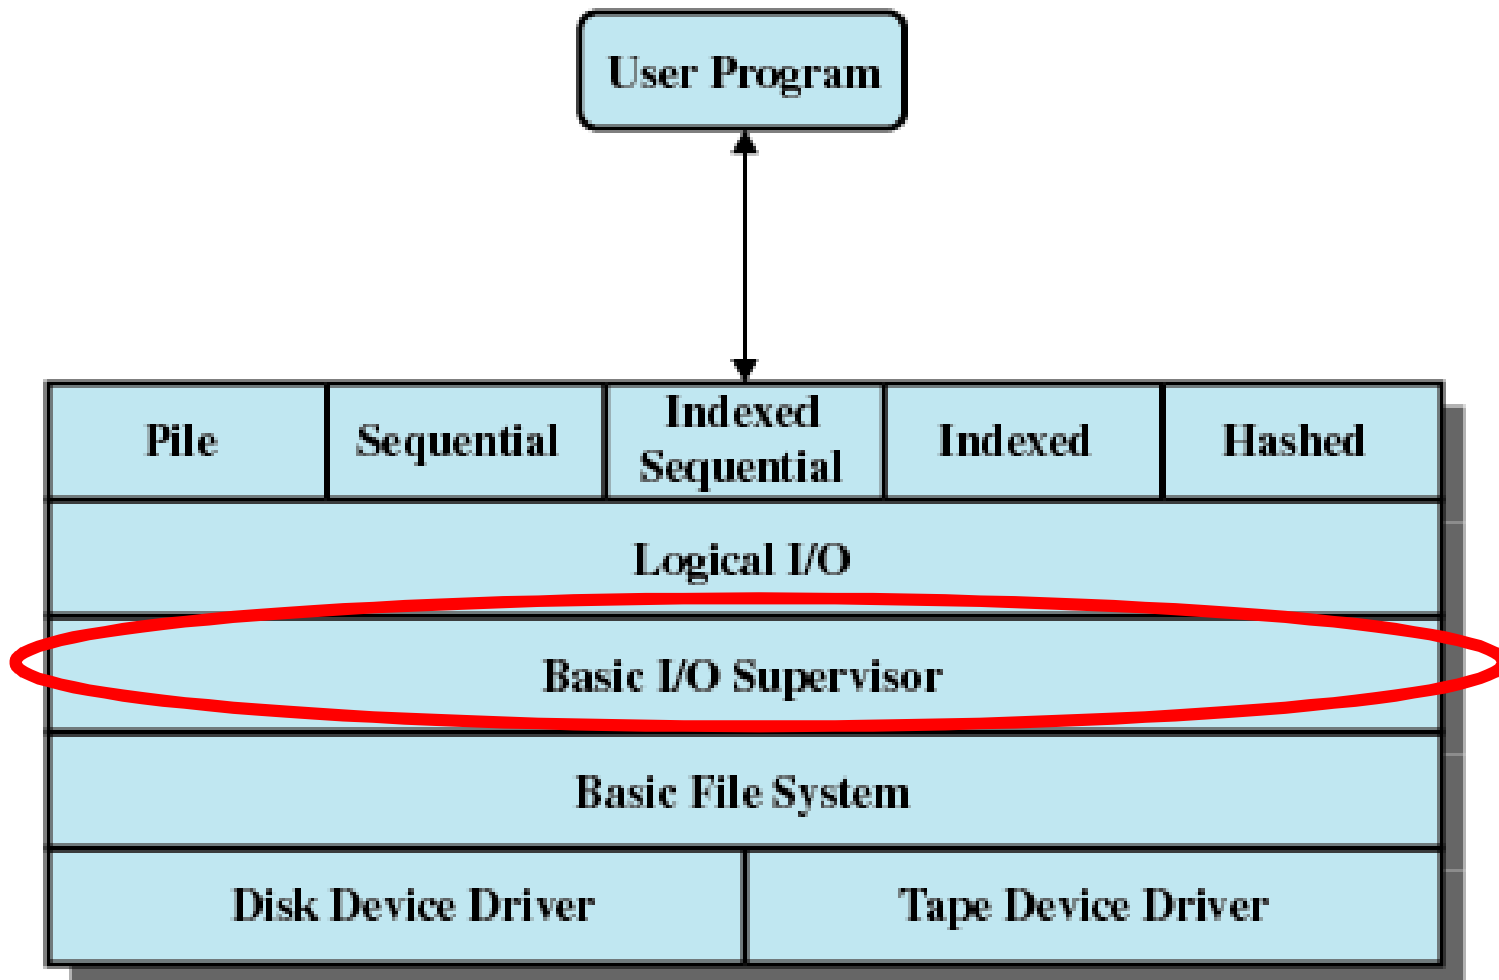 User Program
Pile
Sequential
Indexed
Sequential
Indexed
Hashed
Logical I/O
Basic I/O Supervisor
Basic File System
Disk Device Driver
Tape Device Driver